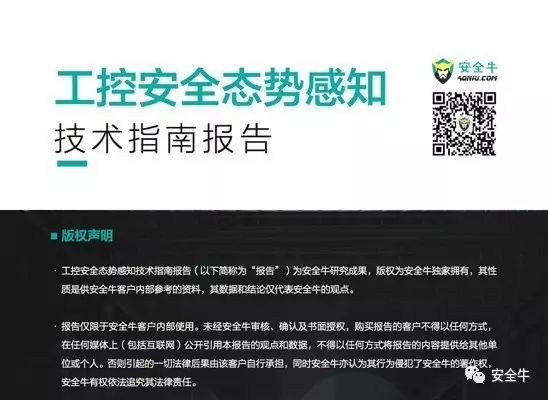 安全牛
AQNIU.COM
工控安全态势感知
技术指南报告
■ 版权声明
· 工控安全态势感知技术指南报告（以下简称为“报告”）为安全牛研究成果，版权为安全牛独家拥有，其性
质是供安全牛客户内部参考的资料，其数据和结论仅代表安全牛的观点。
· 报告仅限于安全牛客户内部使用。未经安全牛审核、确认及书面授权，购买报告的客户不得以任何方式，
在任何媒体上（包括互联网）公开引用本报告的观点和数据，不得以任何方式将报告的内容提供给其他单
位或个人。否则引起的一切法律后果由该客户自行承担，同时安全牛亦认为其行为侵犯了安全牛的著作权，
安全牛有权依法追究其法律责任。
安全牛